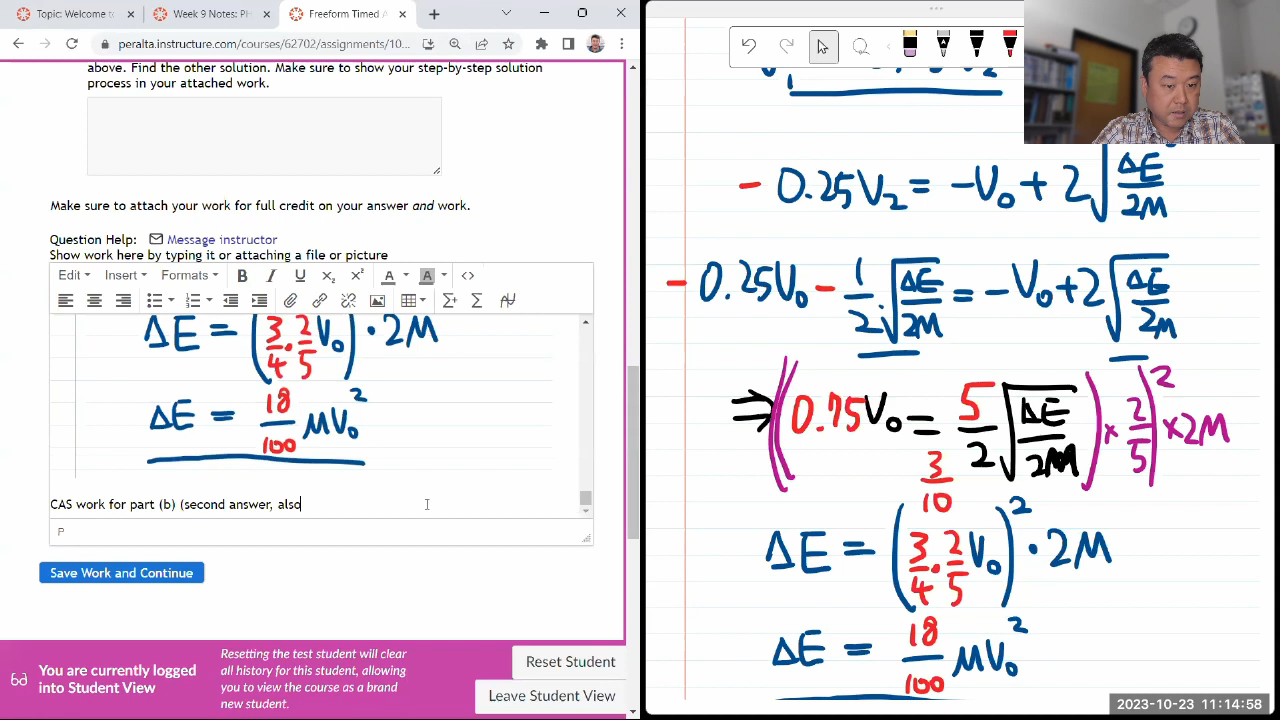 Topic: Welcome to
Week 9 Notes: PH
Freeform Timed A
peralta.instructure.com/courses/62709/assignments/10...
above. Find the other solution. Make sure to show your step-by-step solution
process in your attached work.
Make sure to attach your work for full credit on your answer and work.
Question Help: Message instructor
Show work here by typing it or attaching a file or picture
Edit Insert Formats B I U X₂ X² A A <>
ΔE = (3/4 · 2/5 V₀) · 2M
ΔE = 18/100 MV₀²
CAS work for part (b) (second answer, also
P
Save Work and Continue
You are currently logged
into Student View
Resetting the test student will clear
all history for this student, allowing
you to view the course as a brand
new student.
Reset Student
Leave Student View
- 0.25V₂ = -V₀ + 2√(ΔE/2M)
- 0.25V₀ - 1/2 · √(ΔE/2M) = -V₀ + 2√(ΔE/2M)
⇒ ((0.75V₀ = 5/2 √(ΔE/2M)) × 2/5)² × 2M
3/10
ΔE = (3/4 · 2/5 V₀)² · 2M
ΔE = 18/100 MV₀²
2023-10-23 11:14:58